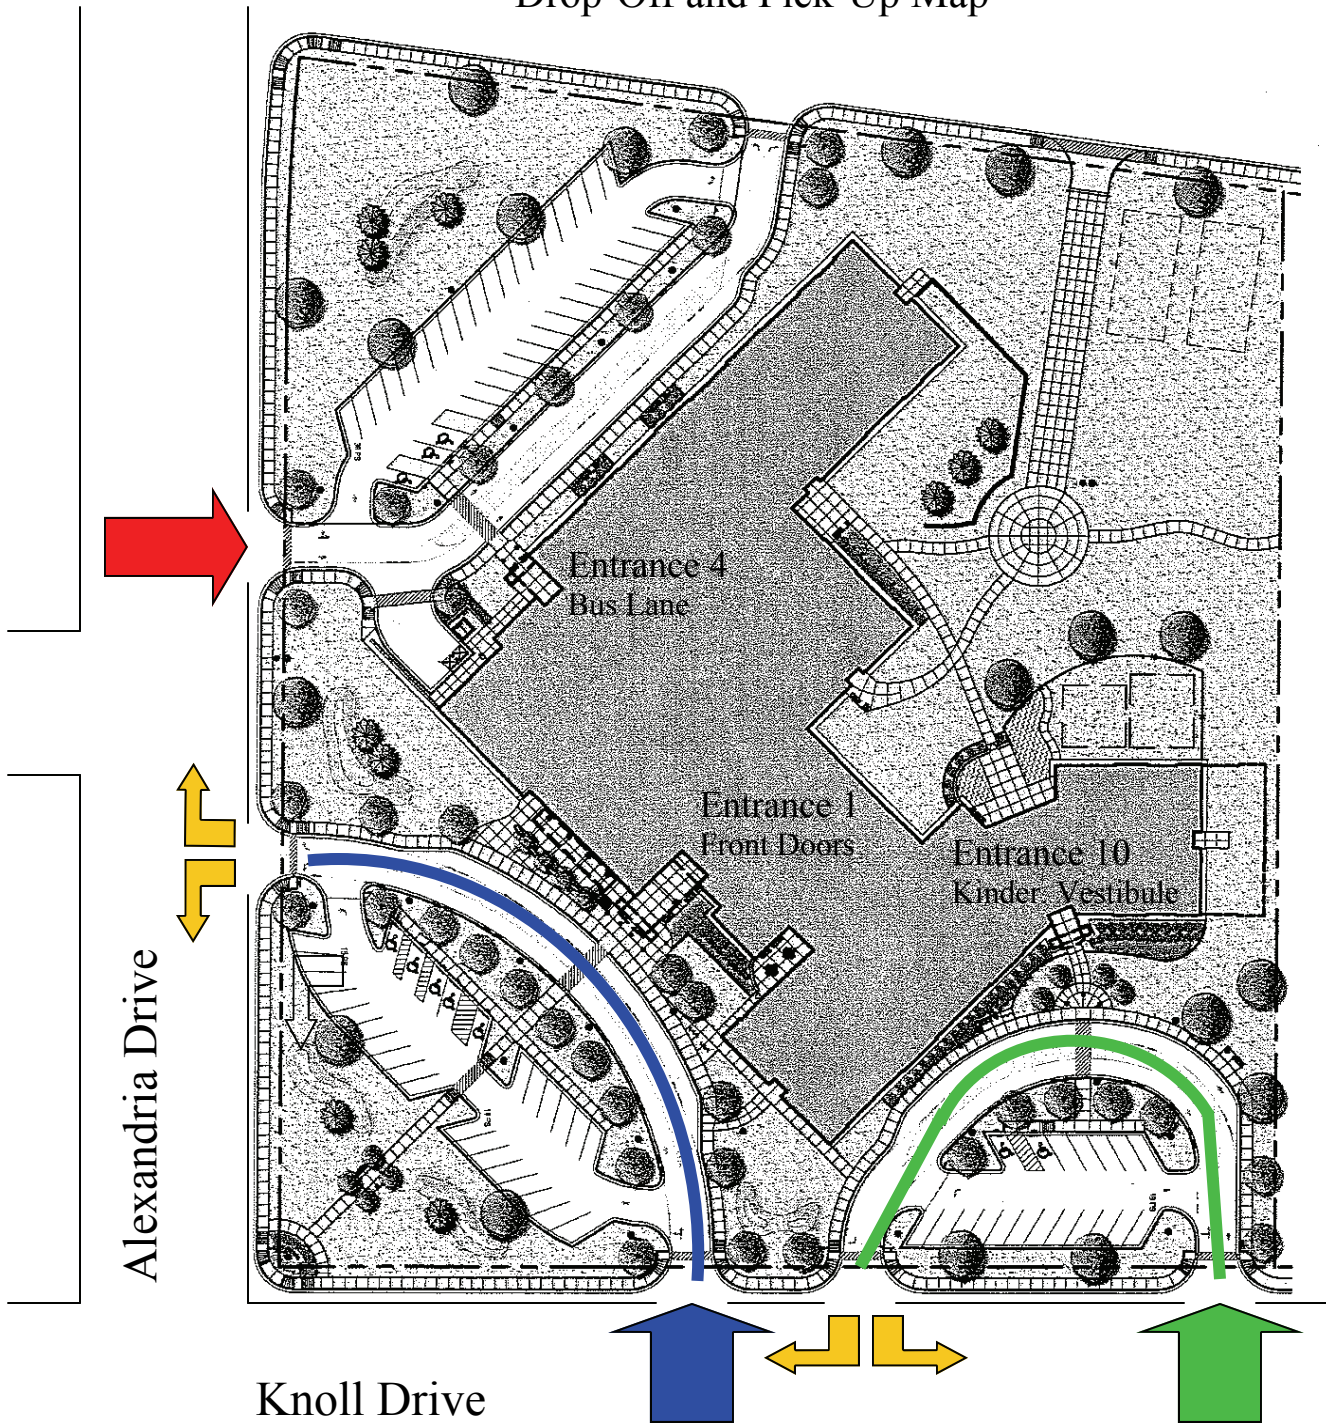 Drop-Off and Pick-Up Map
Entrance 4
Bus Lane
Entrance 1
Front Doors
Entrance 10
Kinder. Vestibule
Alexandria Drive
Knoll Drive